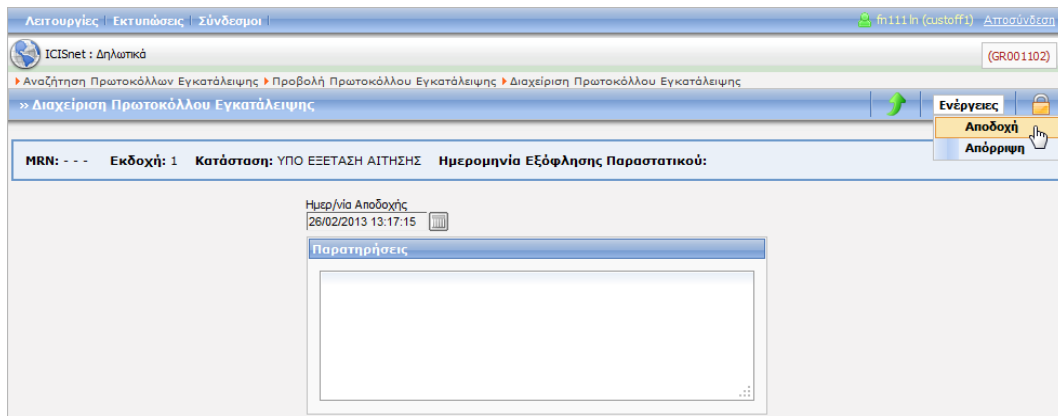 Λειτουργίες | Εκτυπώσεις | Σύνδεσμοι |
fn111 ln (custoff1) Αποσύνδεση
ICISnet : Δηλωτικά
(GR001102)
Αναζήτηση Πρωτοκόλλων Εγκατάλειψης Προβολή Πρωτοκόλλου Εγκατάλειψης Διαχείριση Πρωτοκόλλου Εγκατάλειψης
» Διαχείριση Πρωτοκόλλου Εγκατάλειψης
Ενέργειες
Αποδοχή
Απόρριψη
MRN: - - - Εκδοχή: 1 Κατάσταση: ΥΠΟ ΕΞΕΤΑΣΗ ΑΙΤΗΣΗΣ Ημερομηνία Εξόφλησης Παραστατικού:
Ημερ/νία Αποδοχής
26/02/2013 13:17:15
Παρατηρήσεις